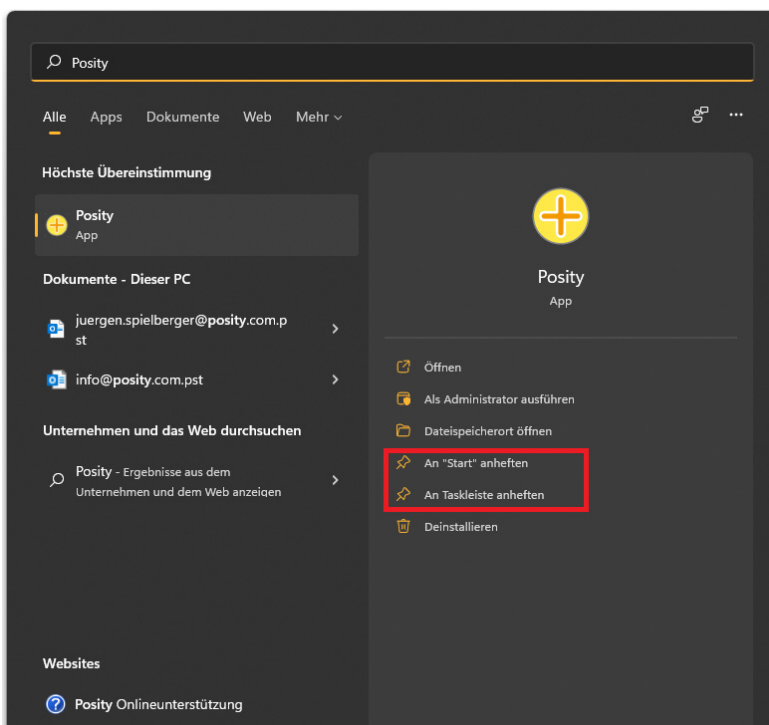 Posity
Alle Apps Dokumente Web Mehr
Höchste Übereinstimmung
Posity
App
Dokumente - Dieser PC
juergen.spielberger@posity.com.p
st
info@posity.com.pst
Unternehmen und das Web durchsuchen
Posity - Ergebnisse aus dem
Unternehmen und dem Web anzeigen
Websites
Posity Onlineunterstützung
Posity
App
Öffnen
Als Administrator ausführen
Dateispeicherort öffnen
An "Start" anheften
An Taskleiste anheften
Deinstallieren